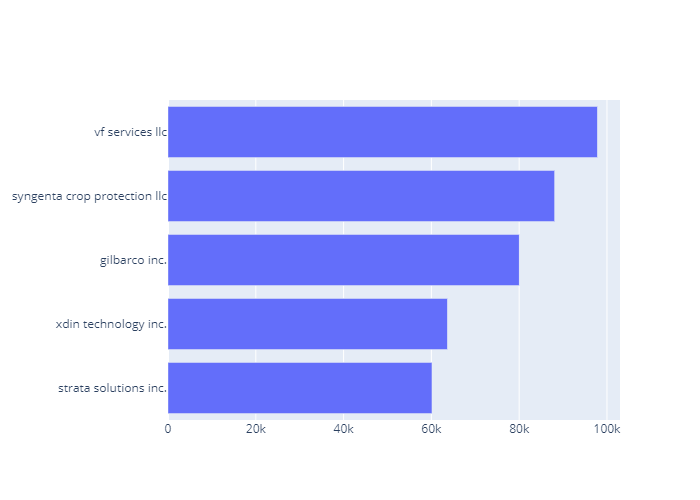 vf services llc
syngenta crop protection llc
gilbarco inc.
xdin technology inc.
strata solutions inc.
0 20k 40k 60k 80k 100k